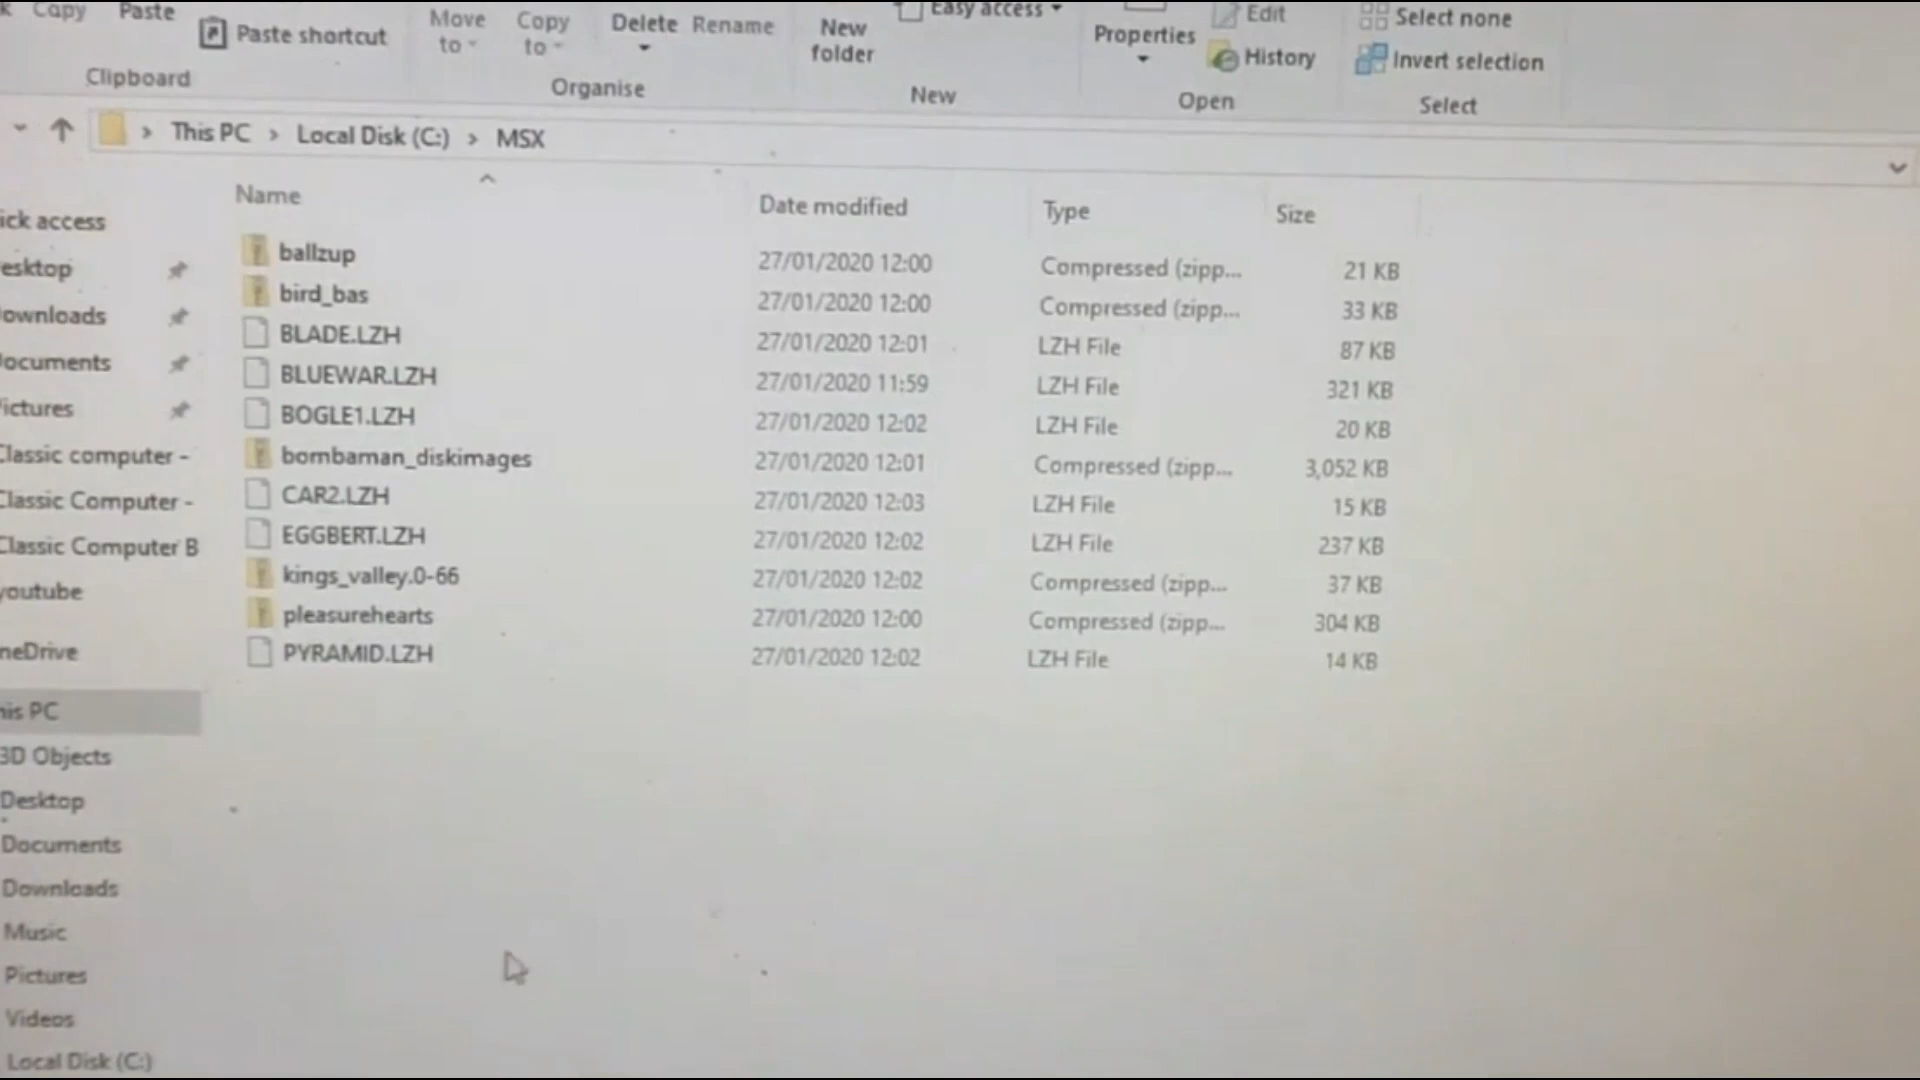 Copy
Paste
Paste shortcut
Clipboard
Move to
Copy to
Delete
Rename
Organise
New folder
Easy access
New
Properties
Edit
History
Open
Select none
Invert selection
Select
This PC > Local Disk (C:) > MSX
Name Date modified Type Size
ballzup 27/01/2020 12:00 Compressed (zipp... 21 KB
bird_bas 27/01/2020 12:00 Compressed (zipp... 33 KB
BLADE.LZH 27/01/2020 12:01 LZH File 87 KB
BLUEWAR.LZH 27/01/2020 11:59 LZH File 321 KB
BOGLE1.LZH 27/01/2020 12:02 LZH File 20 KB
bombaman_diskimages 27/01/2020 12:01 Compressed (zipp... 3,052 KB
CAR2.LZH 27/01/2020 12:03 LZH File 15 KB
EGGBERT.LZH 27/01/2020 12:02 LZH File 237 KB
kings_valley.0-66 27/01/2020 12:02 Compressed (zipp... 37 KB
pleasurehearts 27/01/2020 12:00 Compressed (zipp... 304 KB
PYRAMID.LZH 27/01/2020 12:02 LZH File 14 KB
ick access
esktop
ownloads
ocuments
ictures
Classic computer -
Classic Computer -
Classic Computer B
youtube
neDrive
his PC
3D Objects
Desktop
Documents
Downloads
Music
Pictures
Videos
Local Disk (C:)